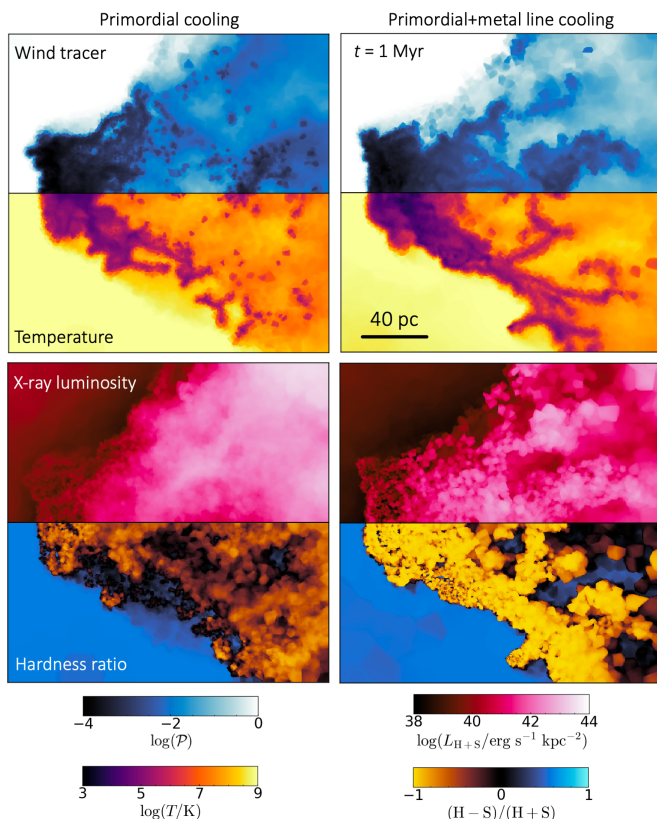 Primordial cooling
Primordial+metal line cooling
Wind tracer
t = 1 Myr
Temperature
40 pc
X-ray luminosity
Hardness ratio
−4 −2 0
log(𝒫)
38 40 42 44
log(L_{H+S}/erg s⁻¹ kpc⁻²)
3 5 7 9
log(T/K)
−1 0 1
(H − S)/(H + S)